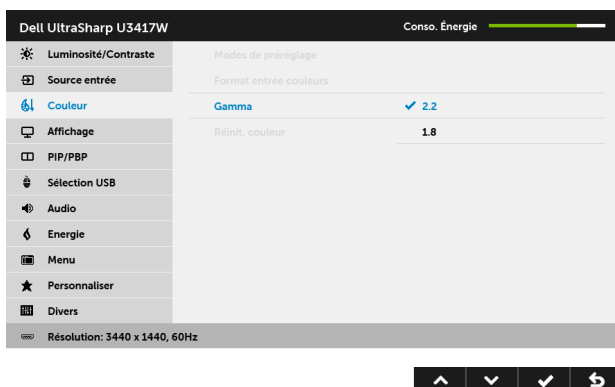 Dell UltraSharp U3417W Conso. Énergie
Luminosité/Contraste Modes de préréglage
Source entrée Format entrée couleurs
Couleur Gamma 2.2
Affichage Réinit. couleur 1.8
PIP/PBP
Sélection USB
Audio
Energie
Menu
Personnaliser
Divers
Résolution: 3440 x 1440, 60Hz